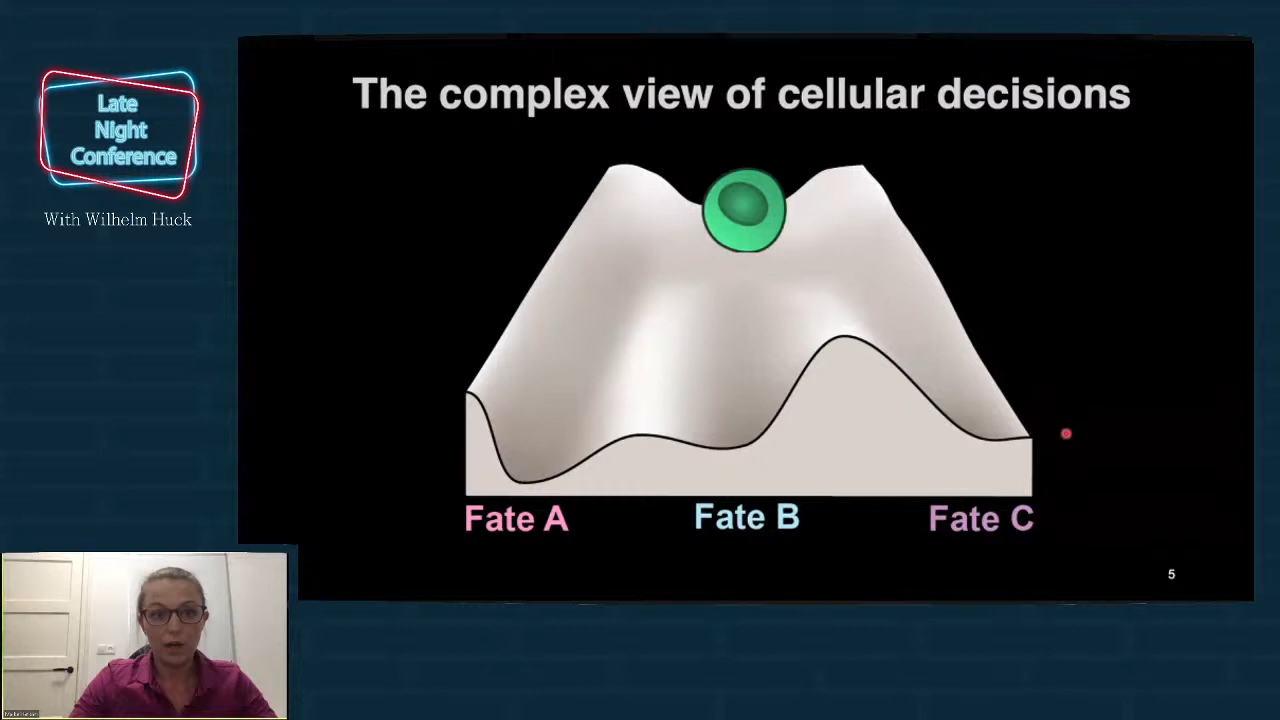 Late
Night
Conference
With Wilhelm Huck
The complex view of cellular decisions
Fate A
Fate B
Fate C
5